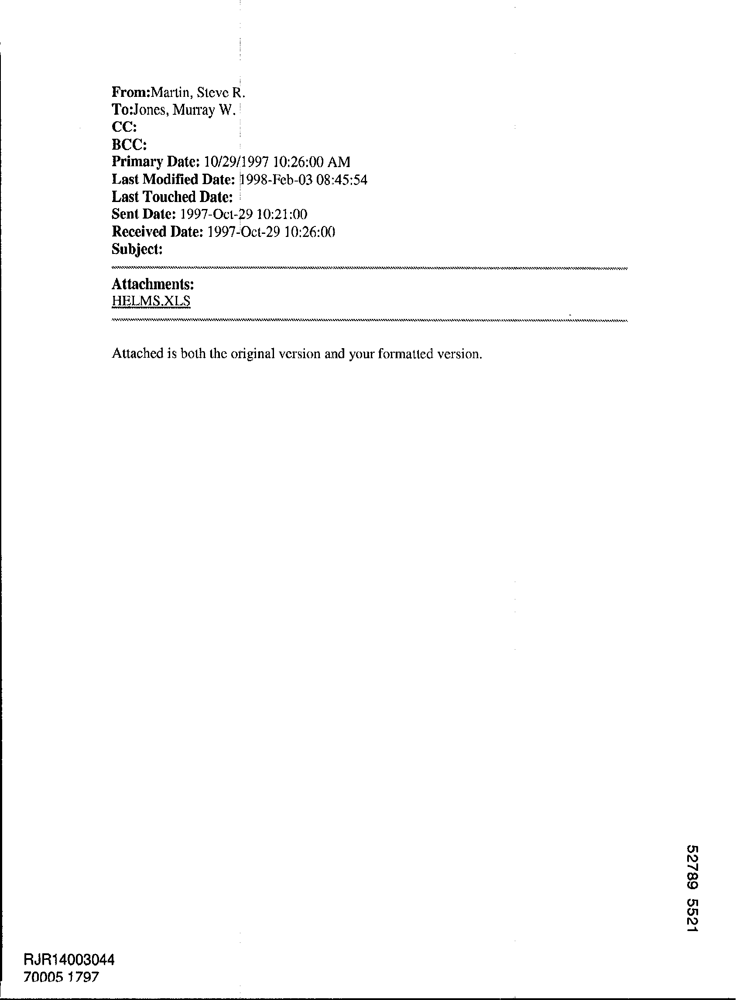 From:Martin, Steve R.
To:Jones, Murray W.
CC:
BCC:
Primary Date: 10/29/1997 10:26:00 AM
Last Modified Date: 1998-Feb-03 08:45:54
Last Touched Date:
Sent Date: 1997-Oct-29 10:21:00
Received Date: 1997-Oct-29 10:26:00
Subject:
Attachments:
HELMS.XLS
Attached is both the original version and your formatted version.
52789 5521
RJR14003044
70005 1797